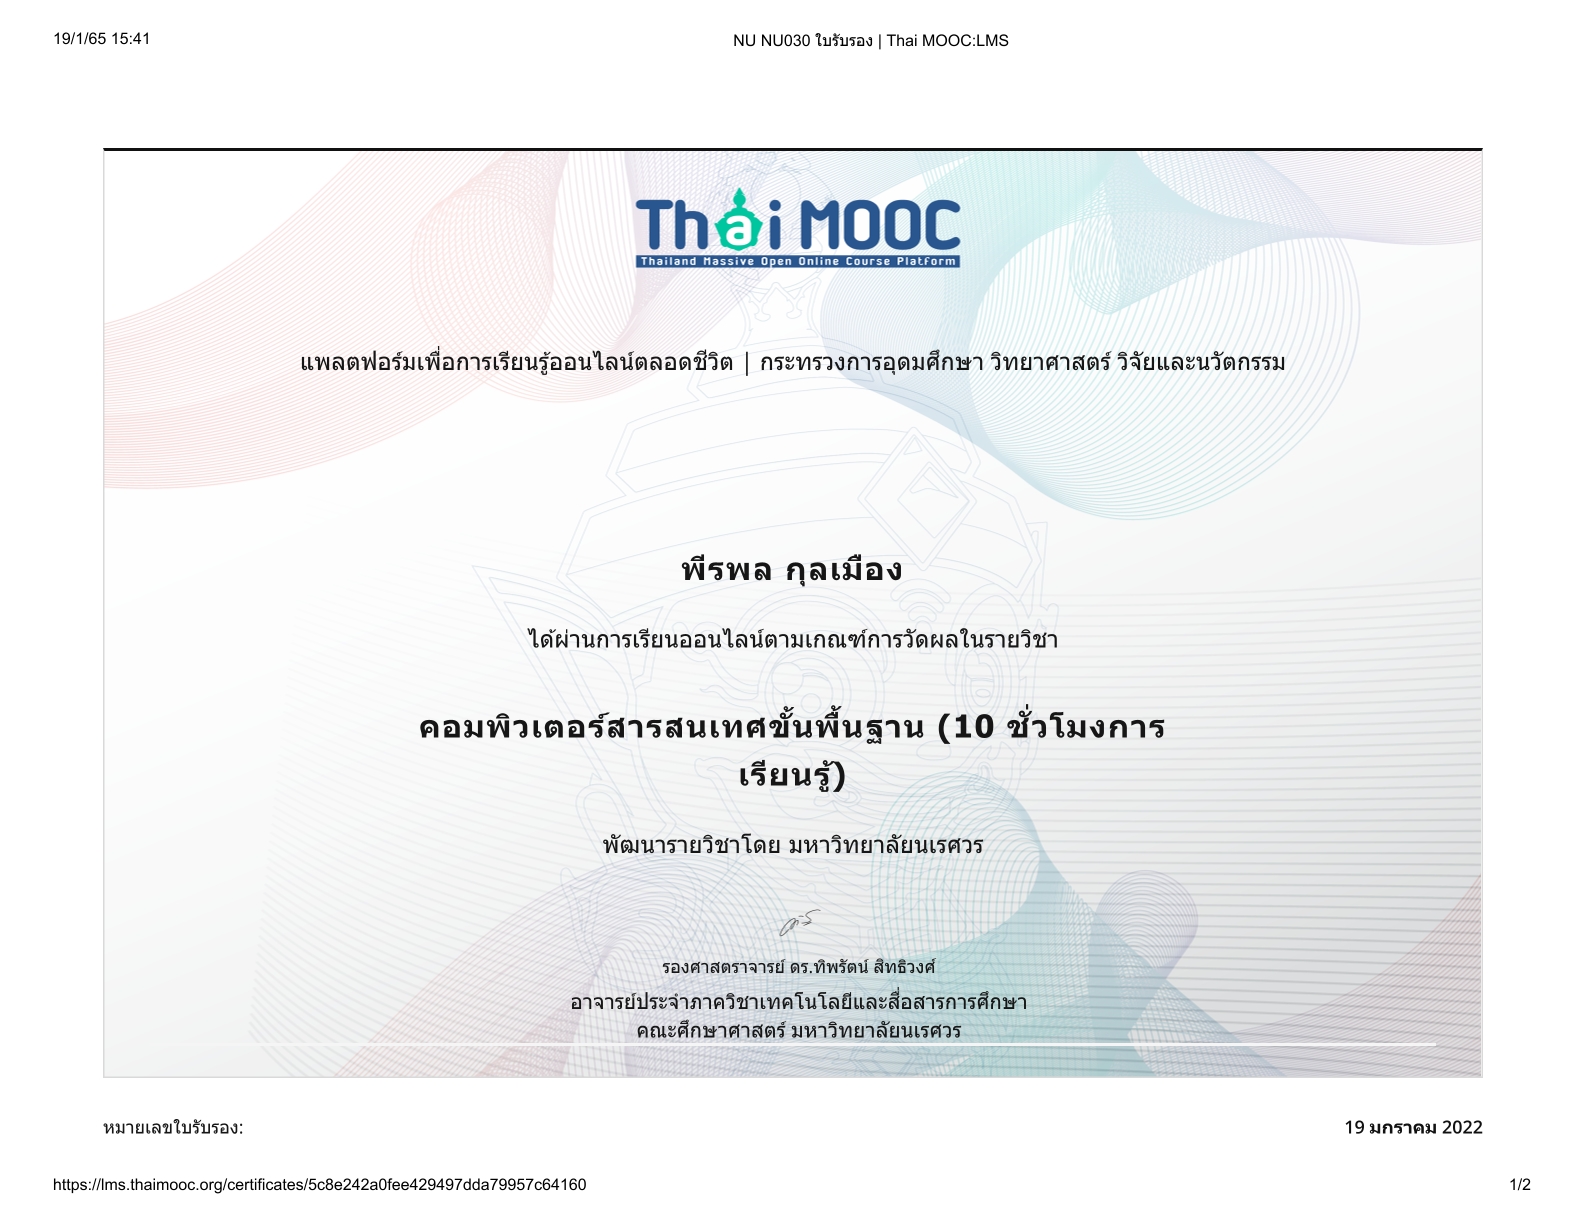 19/1/65 15:41
NU NU030 ใบรับรอง | Thai MOOC:LMS
Thai MOOC
Thailand Massive Open Online Course Platform
แพลตฟอร์มเพื่อการเรียนรู้ออนไลน์ตลอดชีวิต | กระทรวงการอุดมศึกษา วิทยาศาสตร์ วิจัยและนวัตกรรม
พีรพล กุลเมือง
ได้ผ่านการเรียนออนไลน์ตามเกณฑ์การวัดผลในรายวิชา
คอมพิวเตอร์สารสนเทศขั้นพื้นฐาน (10 ชั่วโมงการ
เรียนรู้)
พัฒนารายวิชาโดย มหาวิทยาลัยนเรศวร
รองศาสตราจารย์ ดร.ทิพรัตน์ สิทธิวงศ์
อาจารย์ประจำภาควิชาเทคโนโลยีและสื่อสารการศึกษา
คณะศึกษาศาสตร์ มหาวิทยาลัยนเรศวร
หมายเลขใบรับรอง:
19 มกราคม 2022
https://lms.thaimooc.org/certificates/5c8e242a0fee429497dda79957c64160
1/2